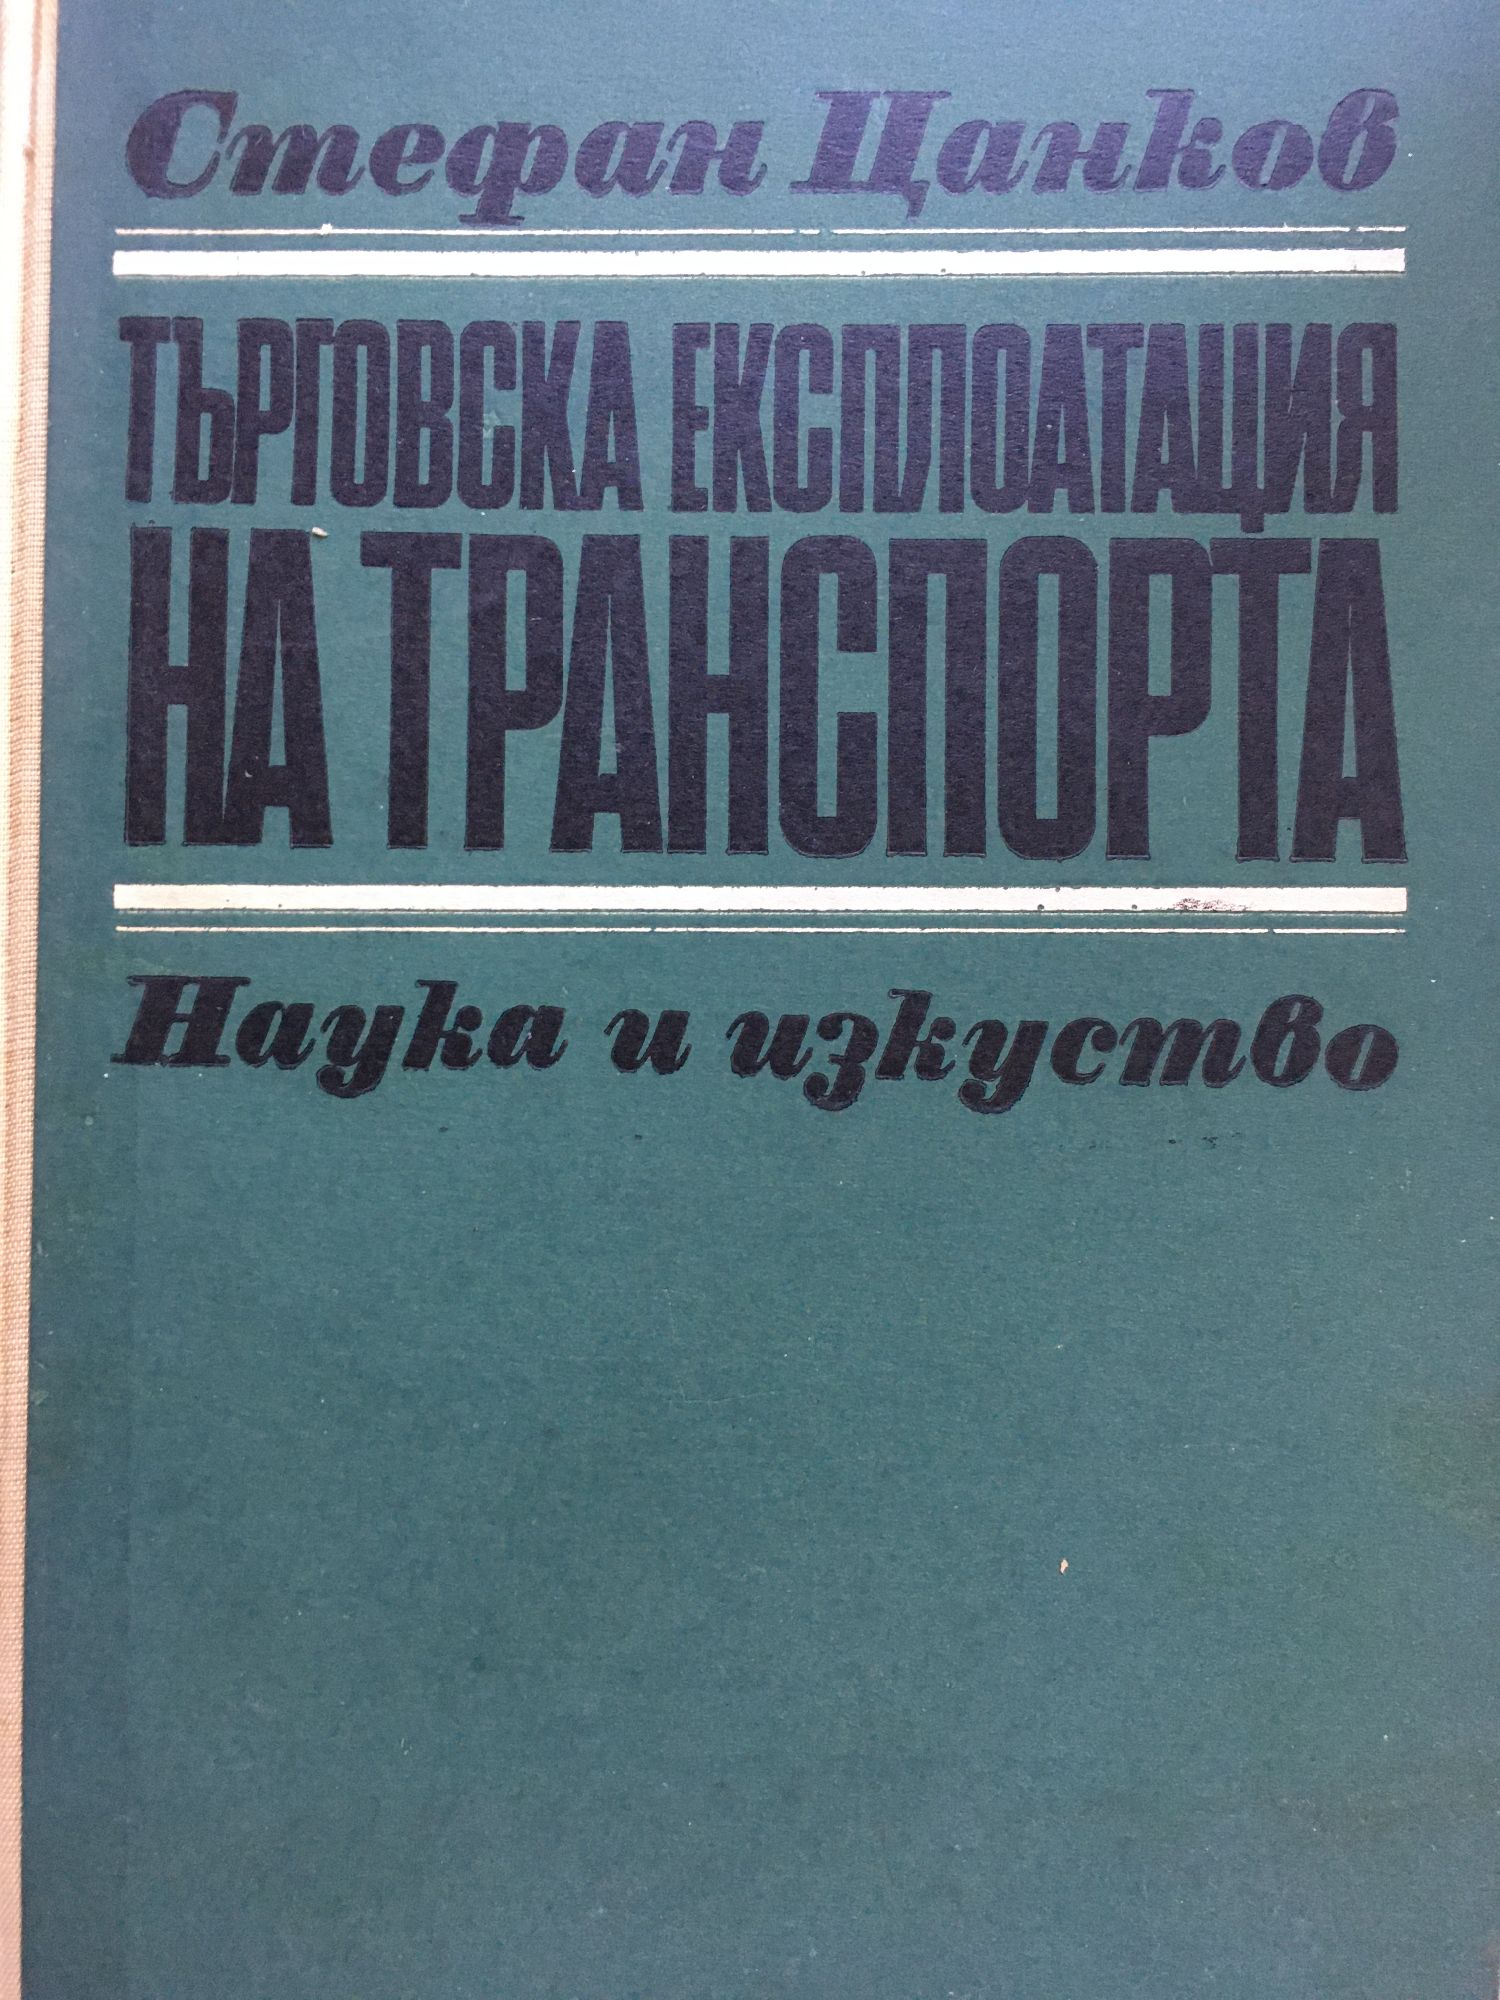 Стефан Цанков
ТЪРГОВСКА ЕКСПЛОАТАЦИЯ
НА ТРАНСПОРТА
Наука и изкуство